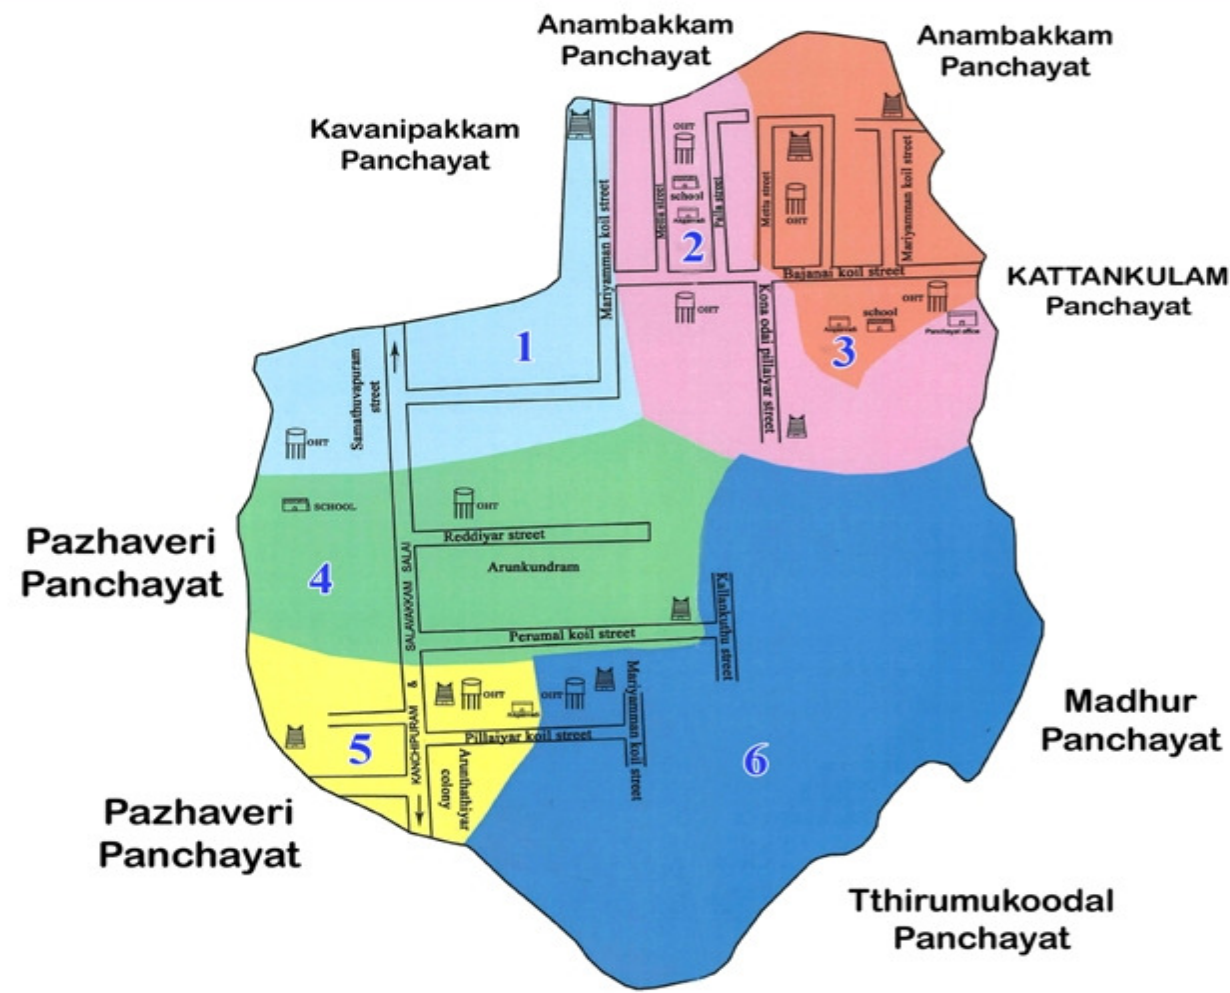 Anambakkam
Panchayat
Anambakkam
Panchayat
Kavanipakkam
Panchayat
OHT
school
2
Metta street
Palla street
Mettu street
OHT
Mariyamman koil street
Mariyamman koil street
Bajanai koil street
KATTANKULAM
Panchayat
OHT
OHT
school
Panchayat office
3
Kona odai pillaiyar street
1
Samathuvapuram
street
OHT
SCHOOL
OHT
Reddiyar street
Arunkundram
Pazhaveri
Panchayat
4
KANCHIPURAM & SALAVAKKAM SALAI
Perumal koil street
Kallankuthu street
OHT
OHT
Mariyamman koil street
Pillaiyar koil street
5
6
Arunthathiyar
colony
Madhur
Panchayat
Pazhaveri
Panchayat
Tthirumukoodal
Panchayat